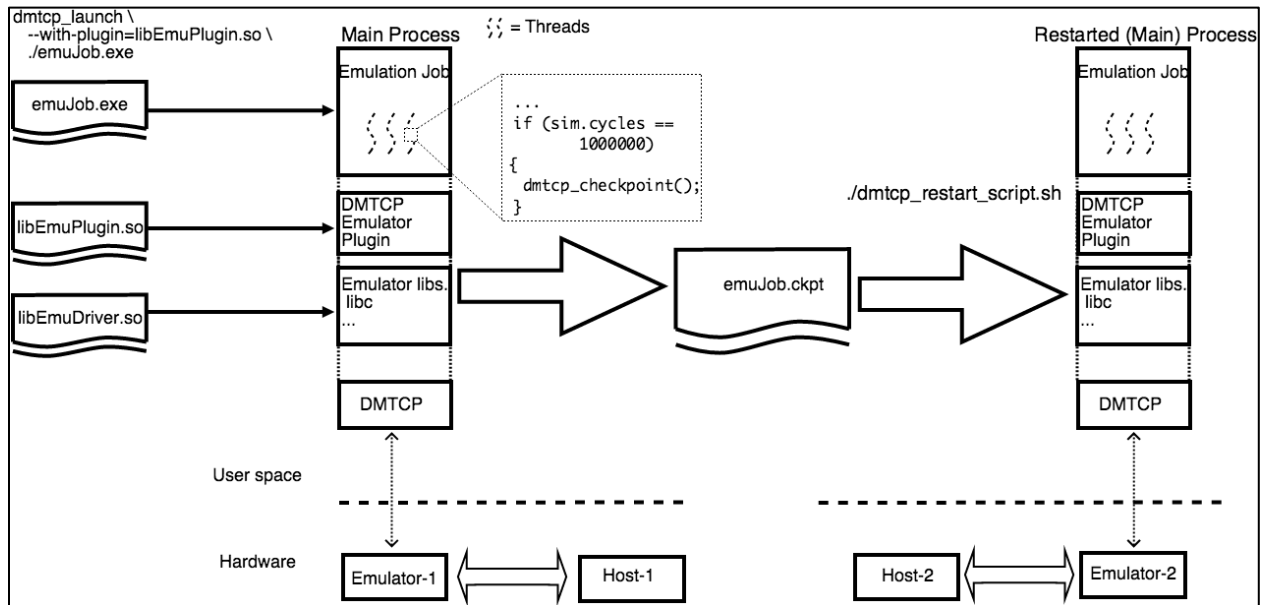 dmtcp_launch \
--with-plugin=libEmuPlugin.so \
./emuJob.exe
Main Process
= Threads
Restarted (Main) Process
emuJob.exe
libEmuPlugin.so
libEmuDriver.so
Emulation Job
DMTCP
Emulator
Plugin
Emulator libs.
libc
...
DMTCP
...
if (sim.cycles ==
1000000)
{
dmtcp_checkpoint();
}
emuJob.ckpt
./dmtcp_restart_script.sh
Emulation Job
DMTCP
Emulator
Plugin
Emulator libs.
libc
...
DMTCP
User space
Hardware
Emulator-1
Host-1
Host-2
Emulator-2